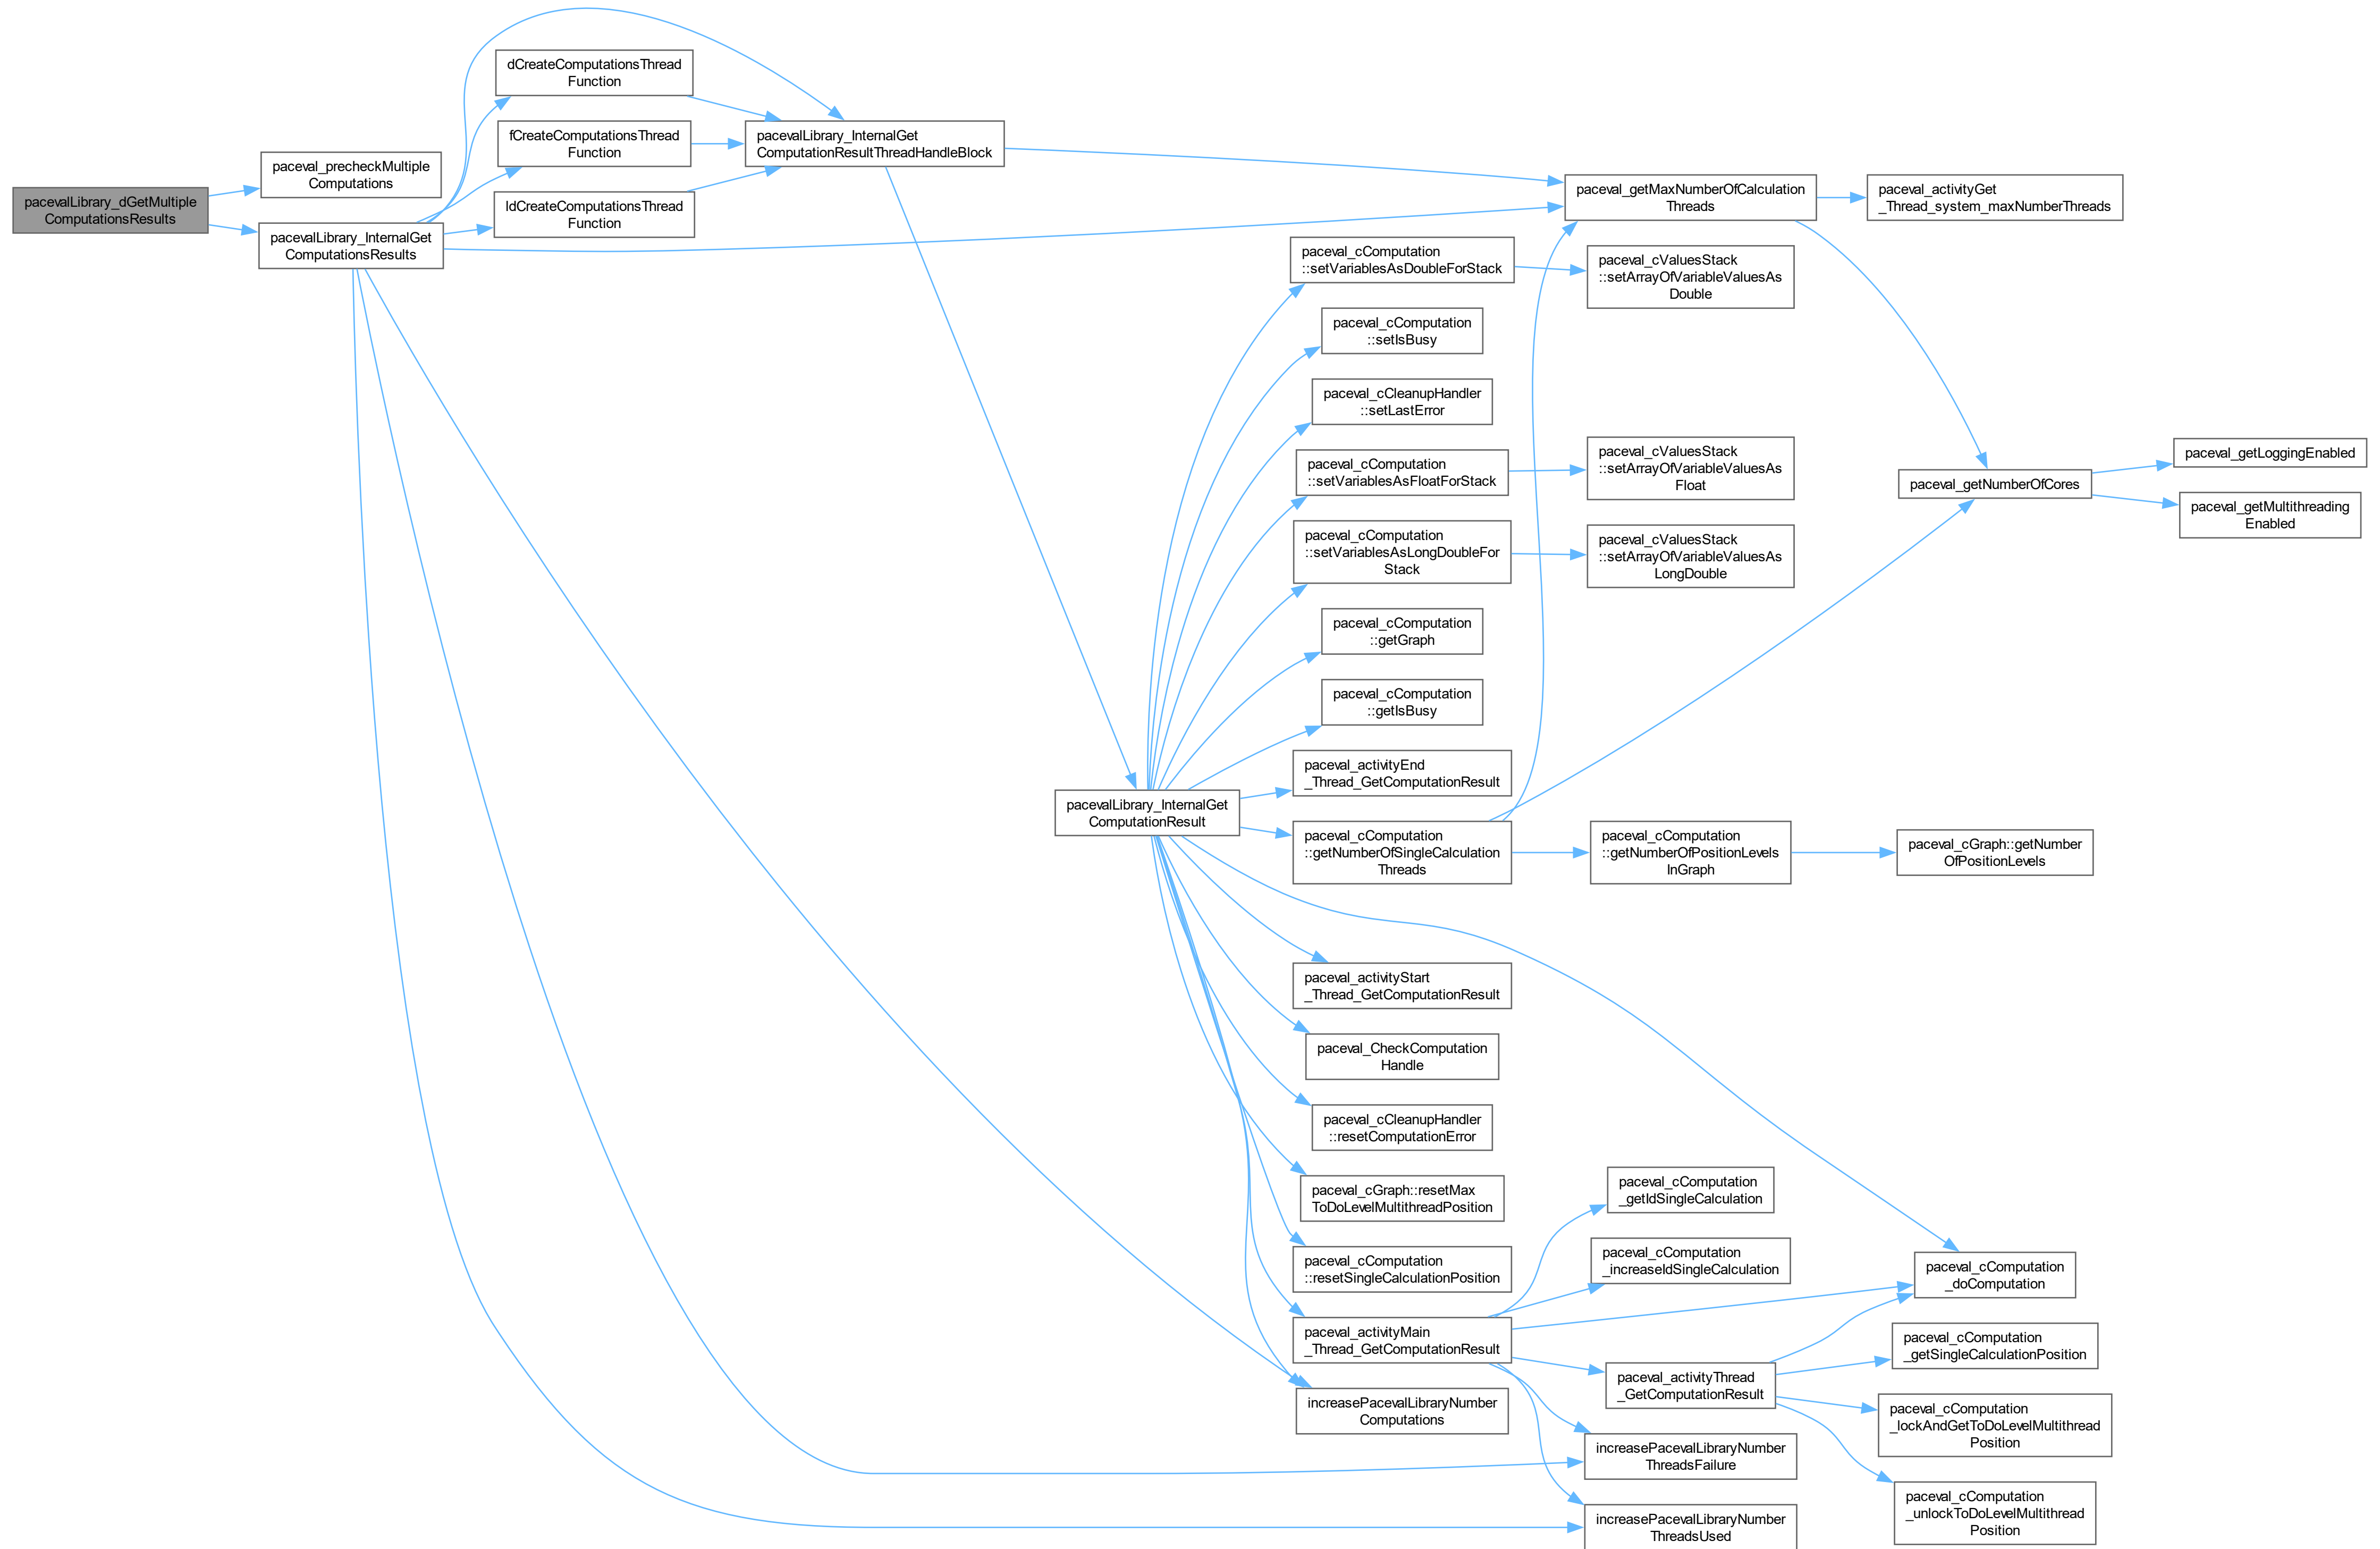 pacevalLibrary_dGetMultiple
ComputationsResults
paceval_precheckMultiple
Computations
pacevalLibrary_InternalGet
ComputationsResults
dCreateComputationsThread
Function
fCreateComputationsThread
Function
ldCreateComputationsThread
Function
pacevalLibrary_InternalGet
ComputationResultThreadHandleBlock
pacevalLibrary_InternalGet
ComputationResult
paceval_cComputation
::setVariablesAsDoubleForStack
paceval_cComputation
::setIsBusy
paceval_cCleanupHandler
::setLastError
paceval_cComputation
::setVariablesAsFloatForStack
paceval_cComputation
::setVariablesAsLongDoubleFor
Stack
paceval_cComputation
::getGraph
paceval_cComputation
::getIsBusy
paceval_activityEnd
_Thread_GetComputationResult
paceval_cComputation
::getNumberOfSingleCalculation
Threads
paceval_activityStart
_Thread_GetComputationResult
paceval_CheckComputation
Handle
paceval_cCleanupHandler
::resetComputationError
paceval_cGraph::resetMax
ToDoLevelMultithreadPosition
paceval_cComputation
::resetSingleCalculationPosition
paceval_activityMain
_Thread_GetComputationResult
increasePacevalLibraryNumber
Computations
paceval_getMaxNumberOfCalculation
Threads
paceval_cValuesStack
::setArrayOfVariableValuesAs
Double
paceval_cValuesStack
::setArrayOfVariableValuesAs
Float
paceval_cValuesStack
::setArrayOfVariableValuesAs
LongDouble
paceval_cComputation
::getNumberOfPositionLevels
InGraph
paceval_cComputation
_getIdSingleCalculation
paceval_cComputation
_increaseIdSingleCalculation
paceval_activityThread
_GetComputationResult
increasePacevalLibraryNumber
ThreadsFailure
increasePacevalLibraryNumber
ThreadsUsed
paceval_activityGet
_Thread_system_maxNumberThreads
paceval_getNumberOfCores
paceval_cGraph::getNumber
OfPositionLevels
paceval_cComputation
_doComputation
paceval_cComputation
_getSingleCalculationPosition
paceval_cComputation
_lockAndGetToDoLevelMultithread
Position
paceval_cComputation
_unlockToDoLevelMultithread
Position
paceval_getLoggingEnabled
paceval_getMultithreading
Enabled